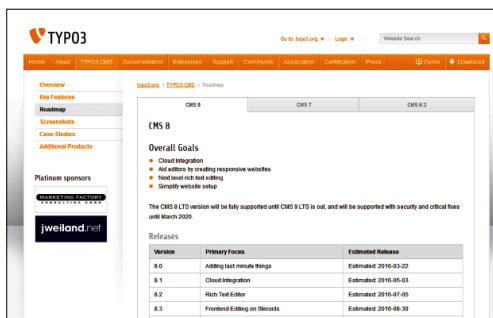 TYPO3
Go to: typo3.org ▼ Login ▼ Website Search
Home About TYPO3 CMS Documentation Extensions Support Community Association Certification Press Demo Download
Overview
Key Features
Roadmap
Screenshots
Case Studies
Additional Products
Platinum sponsors
MARKETING FACTORY
CONSULTING GMBH
jweiland.net
typo3.org > TYPO3 CMS > Roadmap
CMS 8 CMS 7 CMS 6.2
CMS 8
Overall Goals
Cloud Integration
Aid editors by creating responsive websites
Next level rich text editing
Simplify website setup
The CMS 8 LTS version will be fully supported until CMS 9 LTS is out, and will be supported with security and critical fixes
until March 2020.
Releases
Version Primary Focus Estimated Release
8.0 Adding last minute things Estimated: 2016-03-22
8.1 Cloud Integration Estimated: 2016-05-03
8.2 Rich Text Editor Estimated: 2016-07-05
8.3 Frontend Editing on Steroids Estimated: 2016-08-30